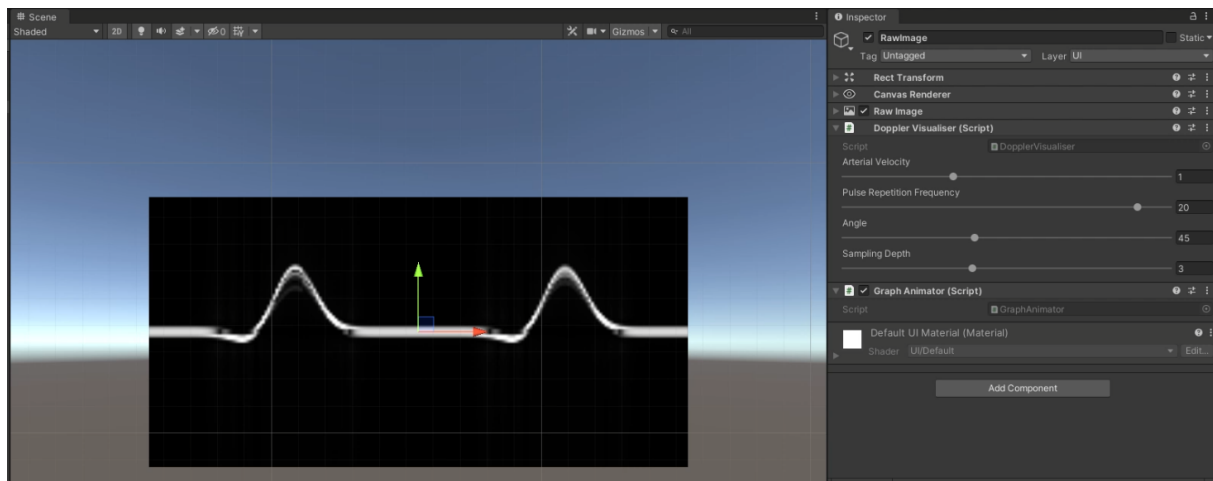 Scene
Shaded 2D 0 Gizmos All
Inspector
RawImage Static
Tag Untagged Layer UI
Rect Transform
Canvas Renderer
Raw Image
# Doppler Visualiser (Script)
Script DopplerVisualiser
Arterial Velocity
1
Pulse Repetition Frequency
20
Angle
45
Sampling Depth
3
# Graph Animator (Script)
Script GraphAnimator
Default UI Material (Material)
Shader UI/Default Edit...
Add Component